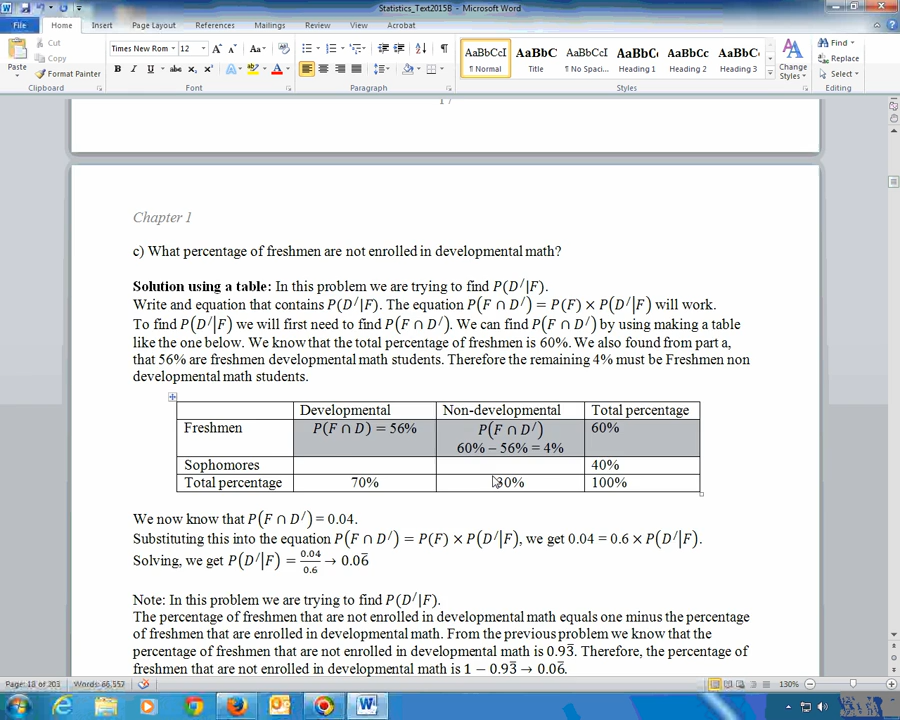 Statistics_Text2015B - Microsoft Word
File Home Insert Page Layout References Mailings Review View Acrobat
Paste
Cut
Copy
Format Painter
Clipboard
Times New Rom 12
Font
Paragraph
AaBbCcI AaBbC AaBbCcI AaBbCc AaBbCc AaBbC
¶ Normal Title ¶ No Spaci... Heading 1 Heading 2 Heading 3
Change Styles
Styles
Find
Replace
Select
Editing
Chapter 1
c) What percentage of freshmen are not enrolled in developmental math?
Solution using a table: In this problem we are trying to find P(D′|F).
Write and equation that contains P(D′|F). The equation P(F ∩ D′) = P(F) × P(D′|F) will work.
To find P(D′|F) we will first need to find P(F ∩ D′). We can find P(F ∩ D′) by using making a table
like the one below. We know that the total percentage of freshmen is 60%. We also found from part a,
that 56% are freshmen developmental math students. Therefore the remaining 4% must be Freshmen non
developmental math students.
Developmental Non-developmental Total percentage
Freshmen P(F ∩ D) = 56% P(F ∩ D′) 60%
60% − 56% = 4%
Sophomores 40%
Total percentage 70% 30% 100%
We now know that P(F ∩ D′) = 0.04.
Substituting this into the equation P(F ∩ D′) = P(F) × P(D′|F), we get 0.04 = 0.6 × P(D′|F).
Solving, we get P(D′|F) = 0.04/0.6 → 0.06̅
Note: In this problem we are trying to find P(D′|F).
The percentage of freshmen that are not enrolled in developmental math equals one minus the percentage
of freshmen that are enrolled in developmental math. From the previous problem we know that the
percentage of freshmen that are not enrolled in developmental math is 0.93̅. Therefore, the percentage of
freshmen that are not enrolled in developmental math is 1 − 0.93̅ → 0.06̅.
Page: 18 of 203 Words: 66,557 130%